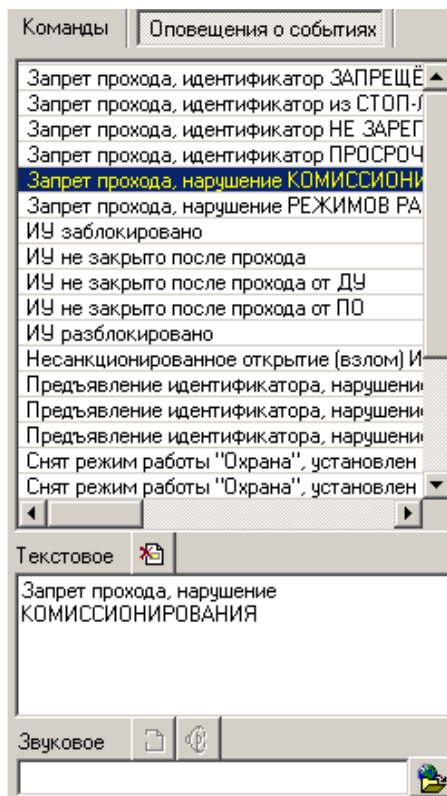 Команды Оповещения о событиях
Запрет прохода, идентификатор ЗАПРЕЩЁ
Запрет прохода, идентификатор из СТОП-Л
Запрет прохода, идентификатор НЕ ЗАРЕГ
Запрет прохода, идентификатор ПРОСРОЧ
Запрет прохода, нарушение КОМИССИОНИ
Запрет прохода, нарушение РЕЖИМОВ РА
ИУ заблокировано
ИУ не закрыто после прохода
ИУ не закрыто после прохода от ДУ
ИУ не закрыто после прохода от ПО
ИУ разблокировано
Несанкционированное открытие (взлом) И
Предъявление идентификатора, нарушени
Предъявление идентификатора, нарушени
Предъявление идентификатора, нарушени
Снят режим работы "Охрана", установлен
Снят режим работы "Охрана", установлен
Текстовое
Запрет прохода, нарушение
КОМИССИОНИРОВАНИЯ
Звуковое